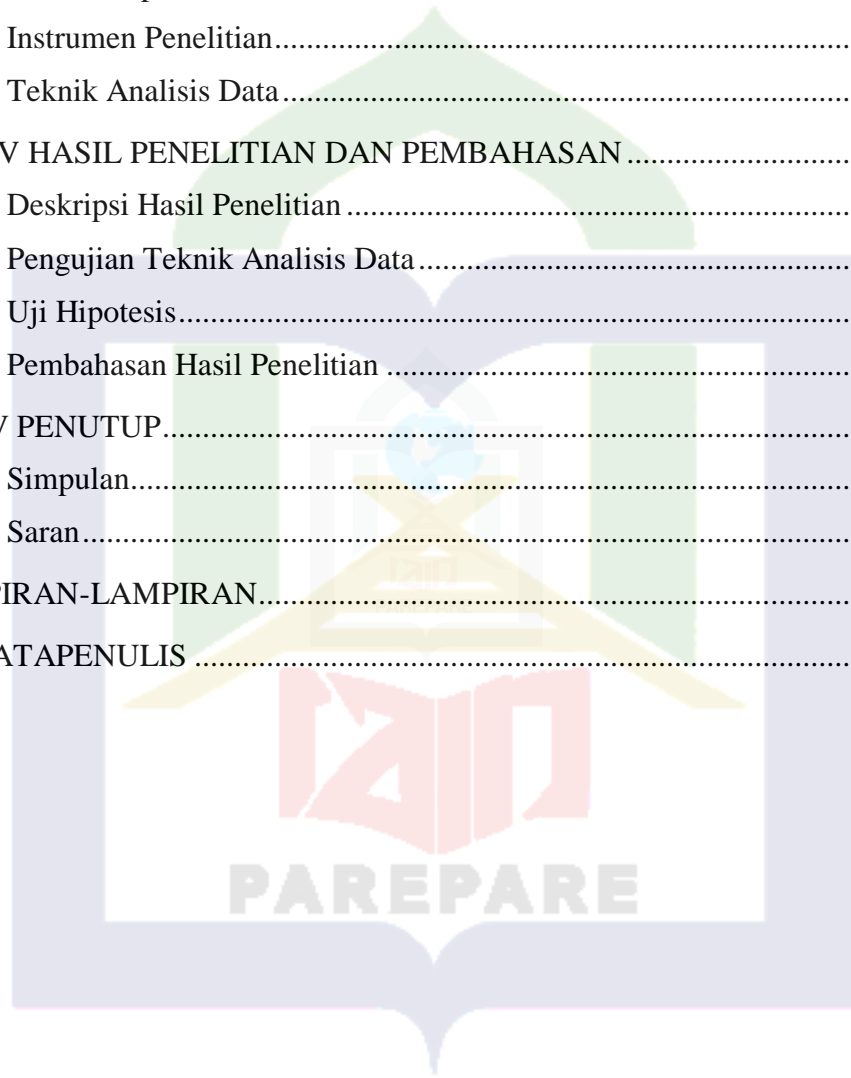 Instrumen Penelitian
Teknik Analisis Data
V HASIL PENELITIAN DAN PEMBAHASAN
Deskripsi Hasil Penelitian
Pengujian Teknik Analisis Data
Uji Hipotesis
Pembahasan Hasil Penelitian
PENUTUP
Simpulan
Saran
PIRAN-LAMPIRAN
ATAPENULIS
PAREPARE